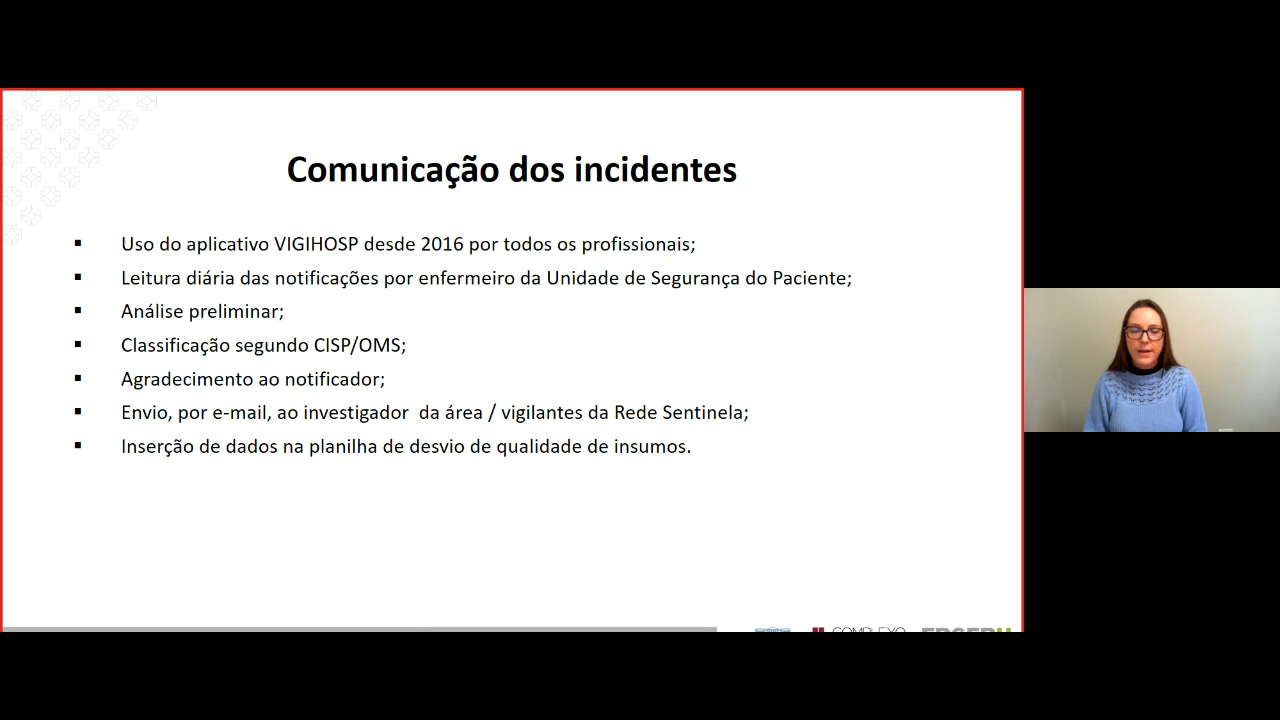 Comunicação dos incidentes
▪ Uso do aplicativo VIGIHOSP desde 2016 por todos os profissionais;
▪ Leitura diária das notificações por enfermeiro da Unidade de Segurança do Paciente;
▪ Análise preliminar;
▪ Classificação segundo CISP/OMS;
▪ Agradecimento ao notificador;
▪ Envio, por e-mail, ao investigador  da área / vigilantes da Rede Sentinela;
▪ Inserção de dados na planilha de desvio de qualidade de insumos.
COMPLEXO EBSERH